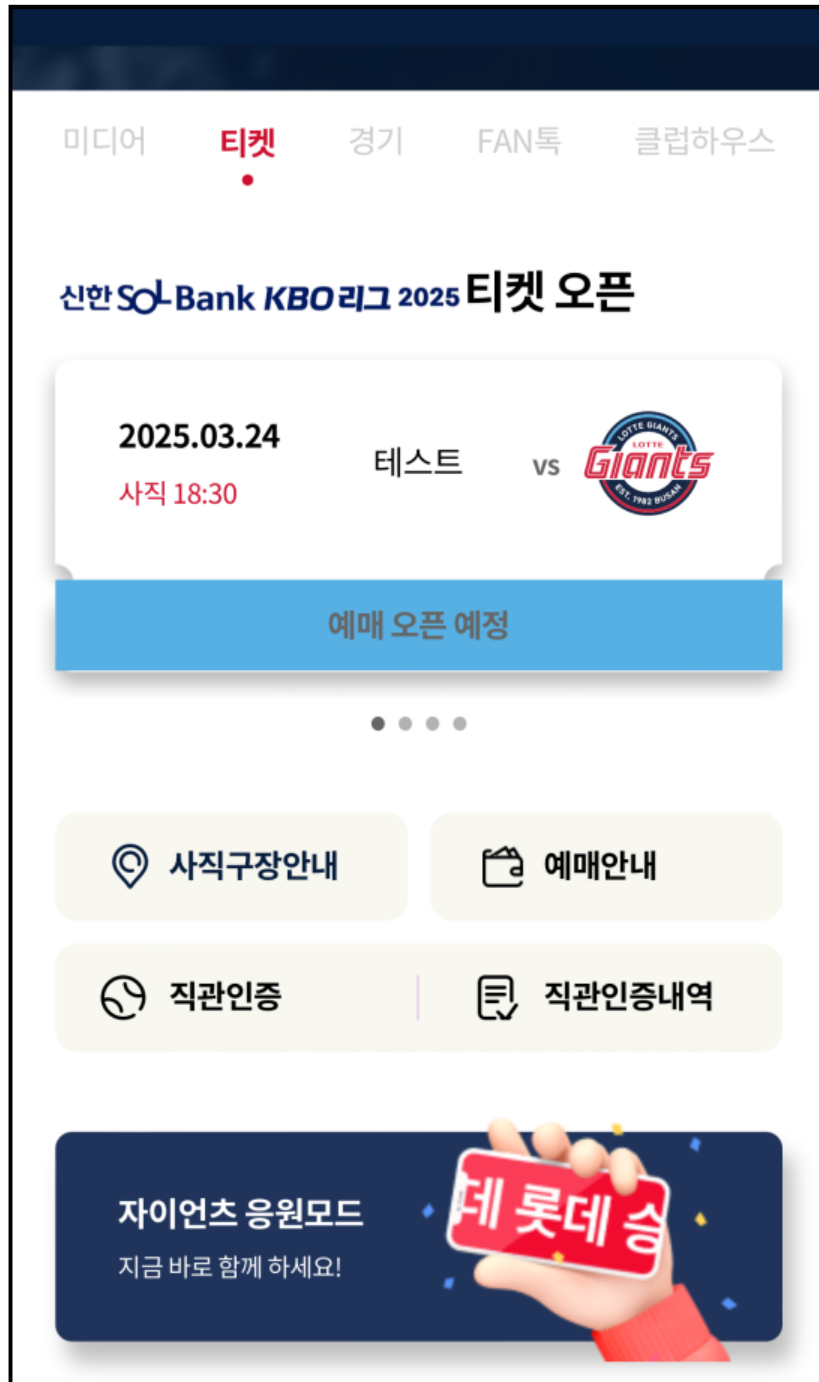 미디어 티켓 경기 FAN톡 클럽하우스
신한 SOL Bank KBO 리그 2025 티켓 오픈
2025.03.24
사직 18:30
테스트 vs
LOTTE GIANTS
LOTTE
Giants
EST. 1982 BUSAN
예매 오픈 예정
사직구장안내 예매안내
직관인증 직관인증내역
자이언츠 응원모드
지금 바로 함께 하세요!
데 롯데 승